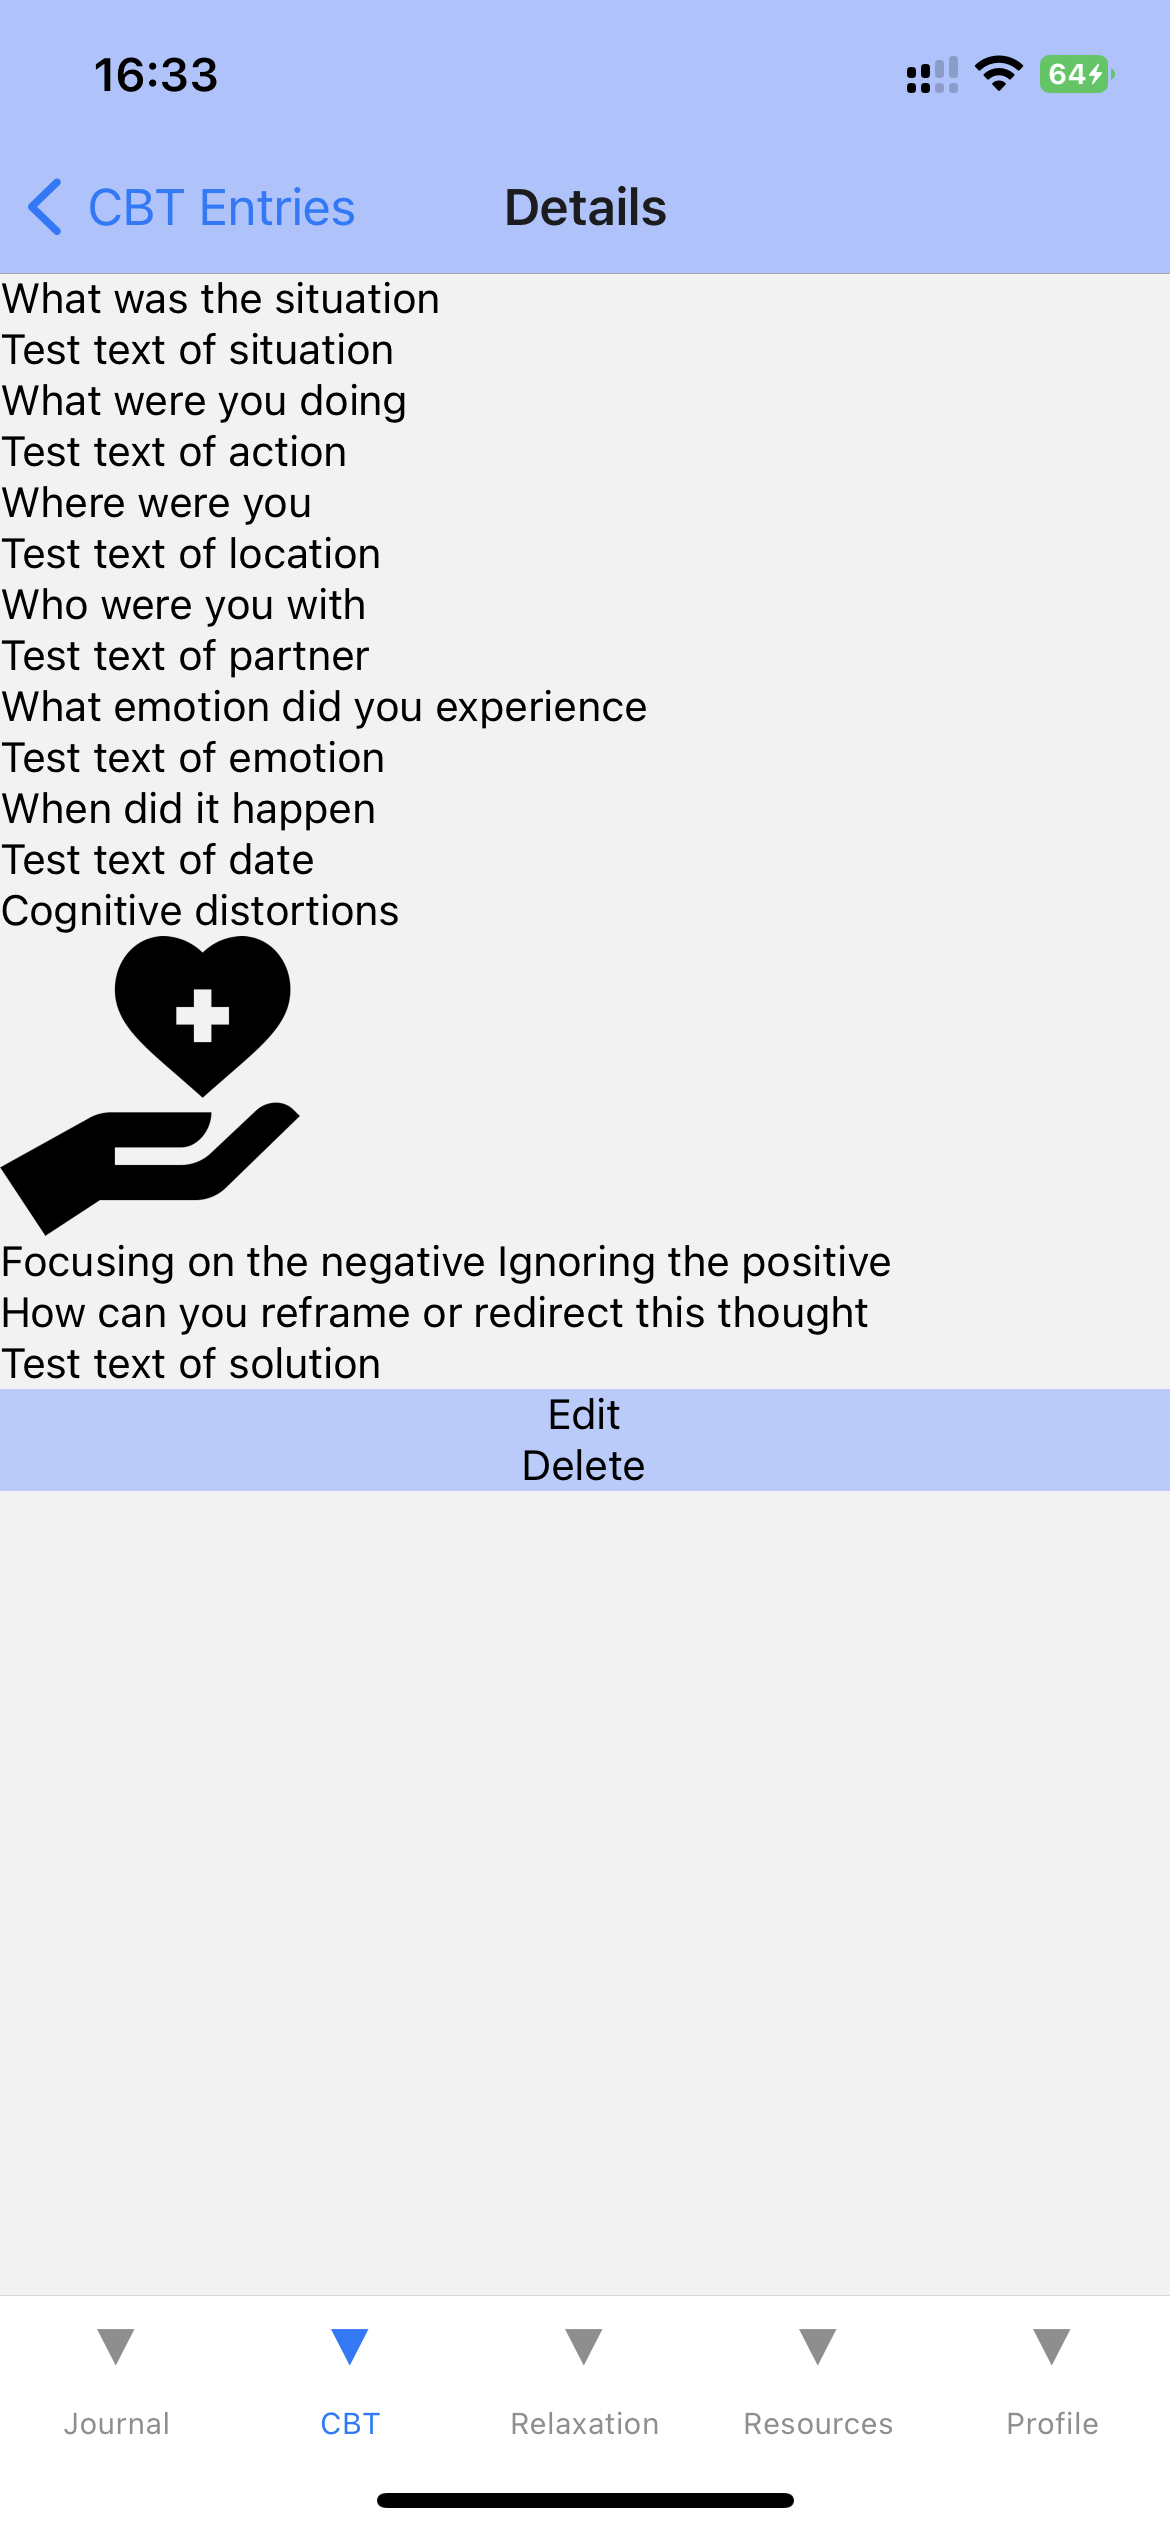 16:33
64
CBT Entries
Details
What was the situation
Test text of situation
What were you doing
Test text of action
Where were you
Test text of location
Who were you with
Test text of partner
What emotion did you experience
Test text of emotion
When did it happen
Test text of date
Cognitive distortions
Focusing on the negative Ignoring the positive
How can you reframe or redirect this thought
Test text of solution
Edit
Delete
Journal
CBT
Relaxation
Resources
Profile